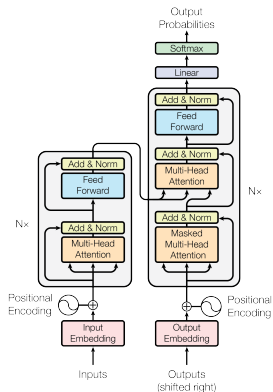 Output
Probabilities
Softmax
Linear
Add & Norm
Feed
Forward
Add & Norm
Multi-Head
Attention
Add & Norm
Masked
Multi-Head
Attention
N×
Add & Norm
Feed
Forward
N×
Add & Norm
Multi-Head
Attention
Positional
Encoding
Positional
Encoding
Input
Embedding
Output
Embedding
Inputs
Outputs
(shifted right)